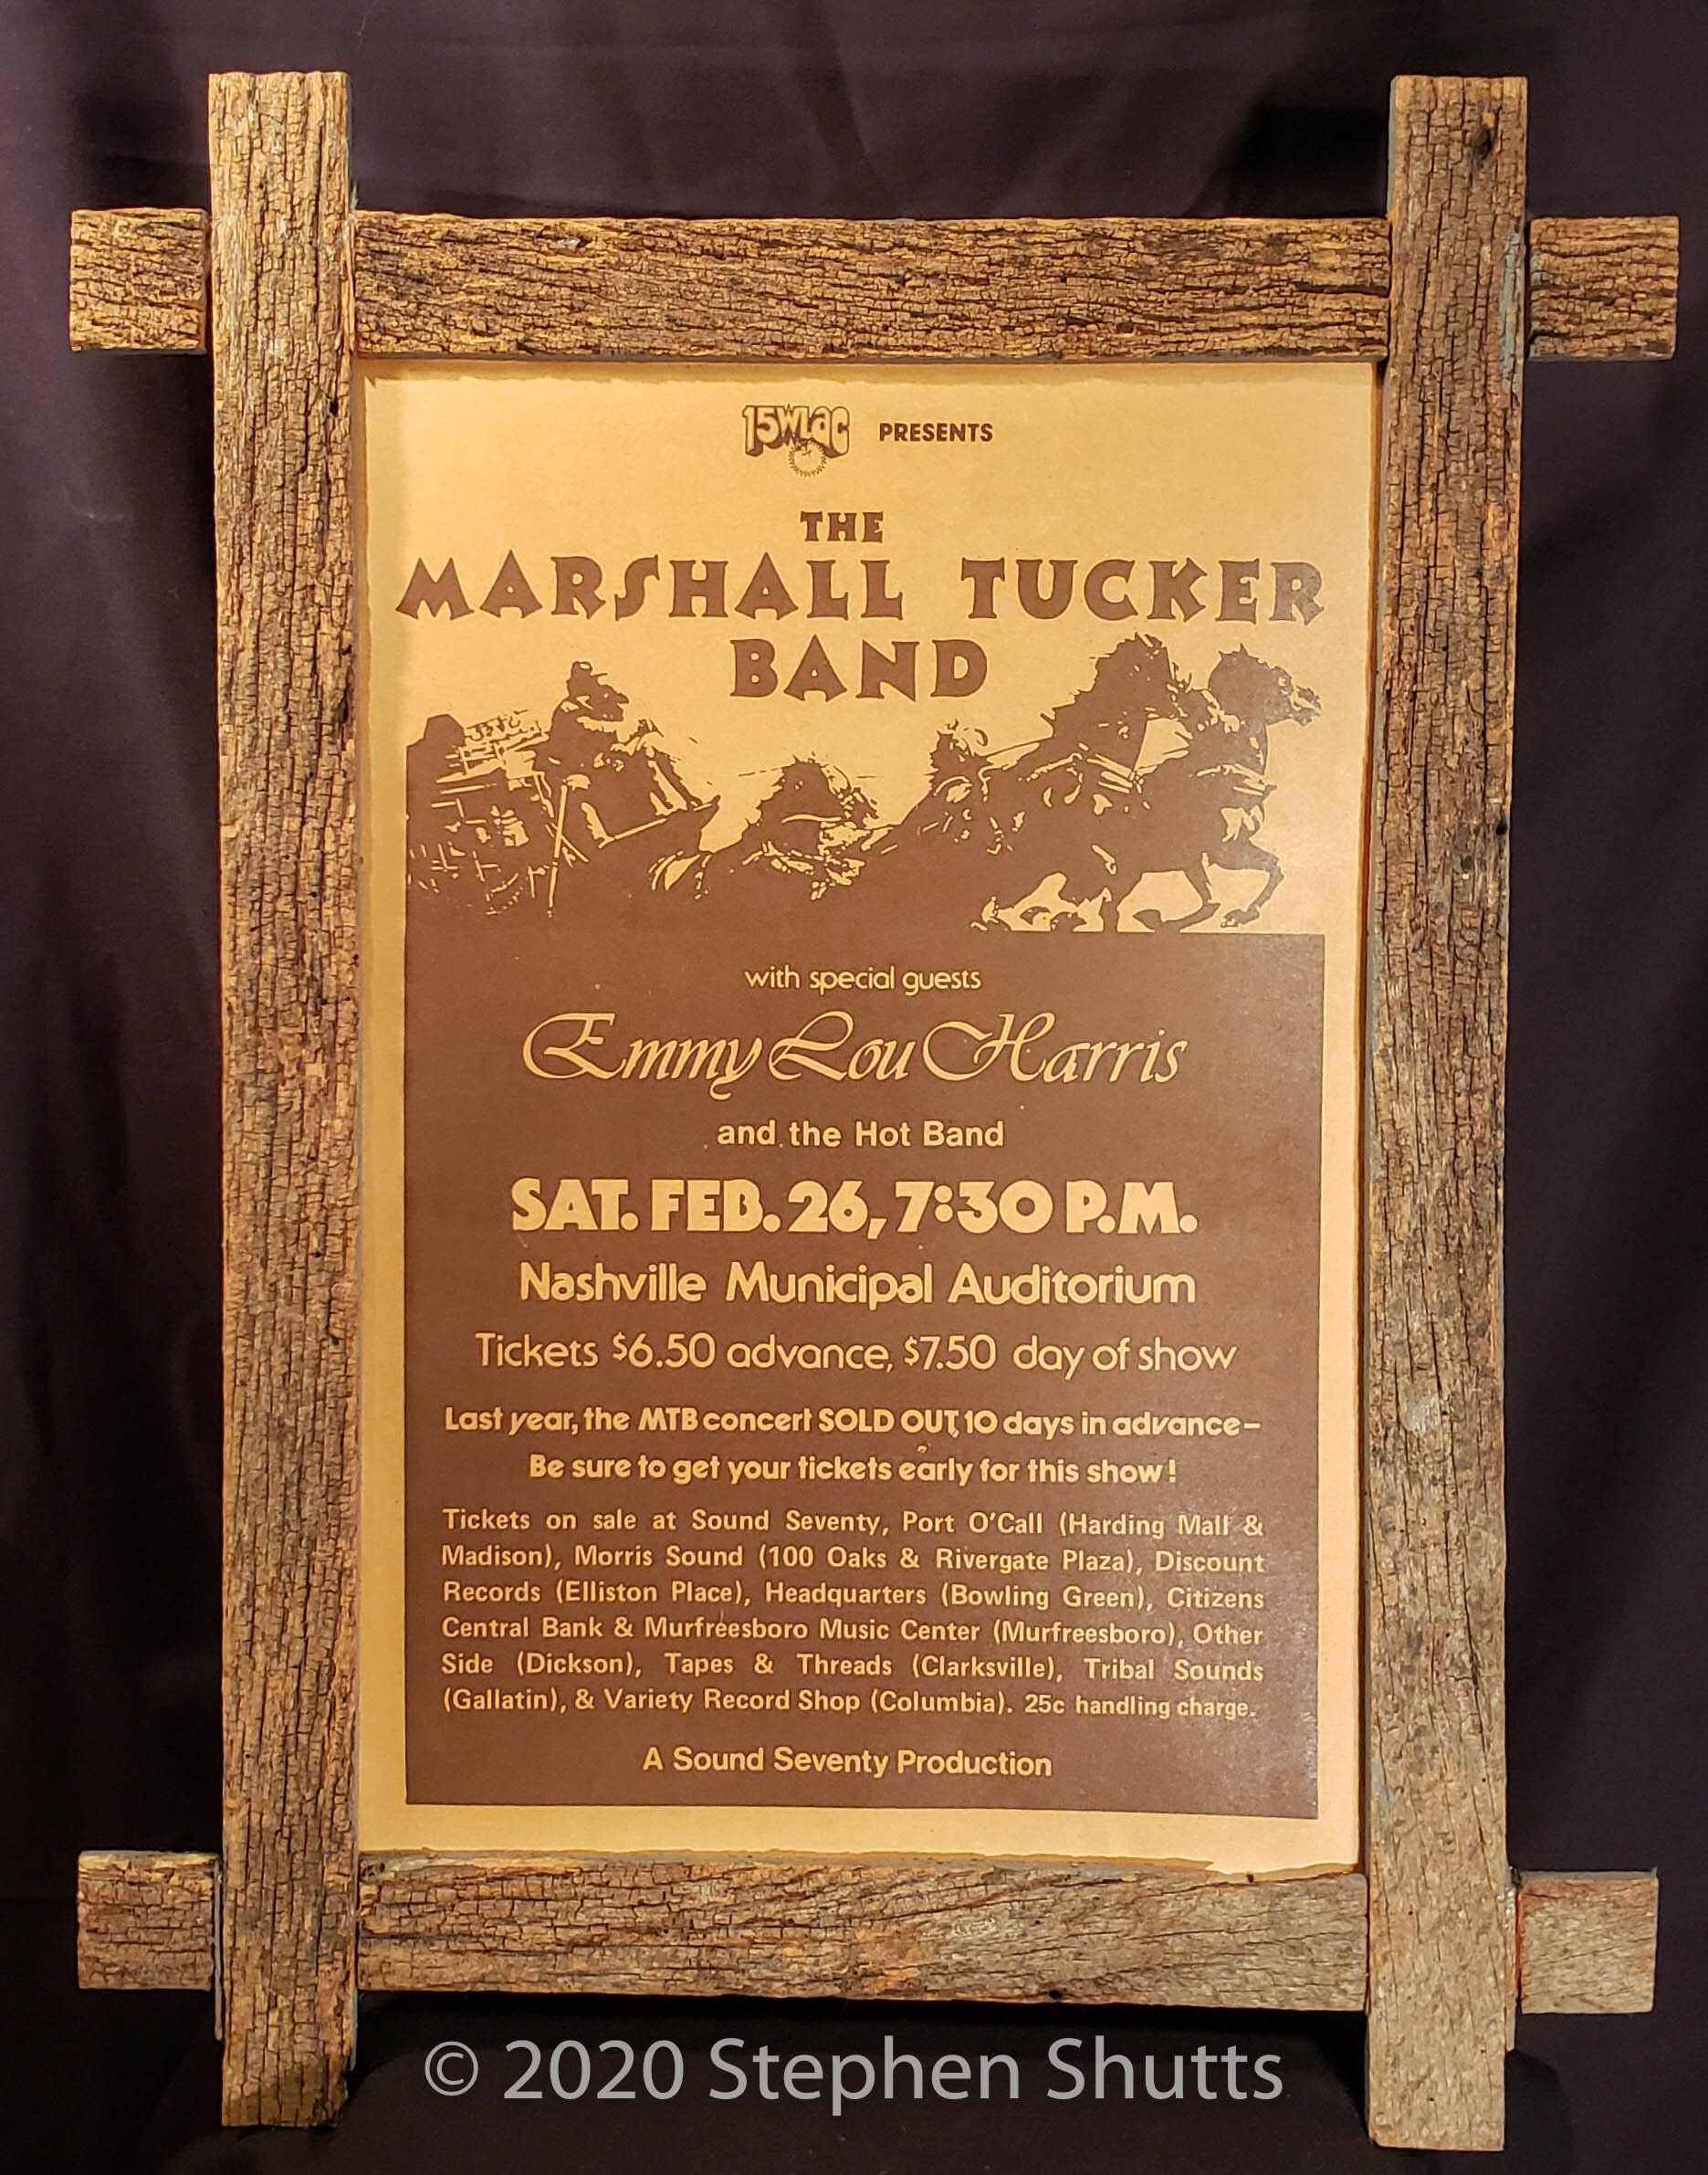 15WLAC PRESENTS
THE
MARSHALL TUCKER
BAND
with special guests
Emmy Lou Harris
and the Hot Band
SAT. FEB. 26, 7:30 P.M.
Nashville Municipal Auditorium
Tickets $6.50 advance, $7.50 day of show
Last year, the MTB concert SOLD OUT, 10 days in advance–
Be sure to get your tickets early for this show!
Tickets on sale at Sound Seventy, Port O'Call (Harding Mall &
Madison), Morris Sound (100 Oaks & Rivergate Plaza), Discount
Records (Elliston Place), Headquarters (Bowling Green), Citizens
Central Bank & Murfreesboro Music Center (Murfreesboro), Other
Side (Dickson), Tapes & Threads (Clarksville), Tribal Sounds
(Gallatin), & Variety Record Shop (Columbia). 25c handling charge.
A Sound Seventy Production
© 2020 Stephen Shutts